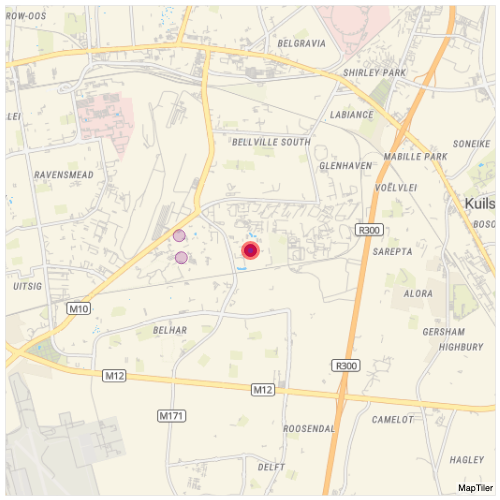 ROW-OOS
BELGRAVIA
SHIRLEY PARK
LABIANCE
LEI
BELLVILLE SOUTH
SONEIKE
MABILLE PARK
GLENHAVEN
RAVENSMEAD
VOËLVLEI
Kuils
BOSO
R300
SAREPTA
UITSIG
ALORA
M10
BELHAR
GERSHAM
HIGHBURY
R300
M12
M12
M171
CAMELOT
ROOSENDAL
HAGLEY
DELFT
MapTiler